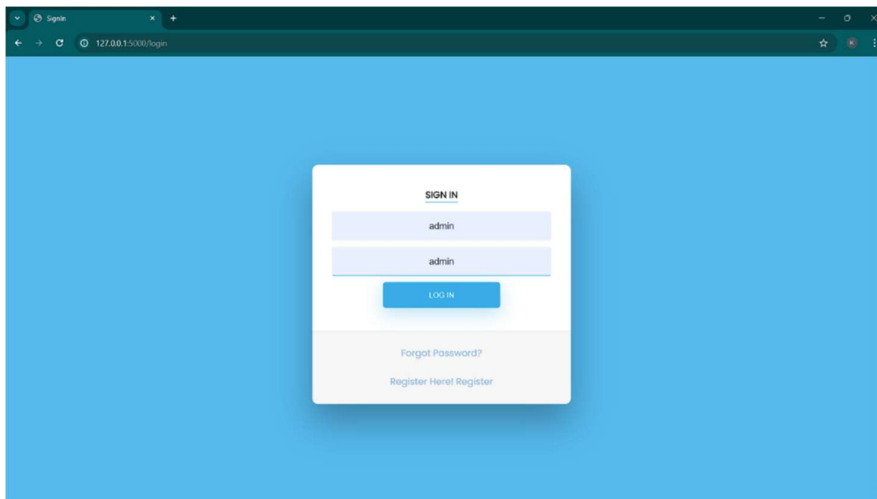 SignIn
127.0.0.1:5000/login
SIGN IN
admin
admin
LOG IN
Forgot Password?
Register Here! Register